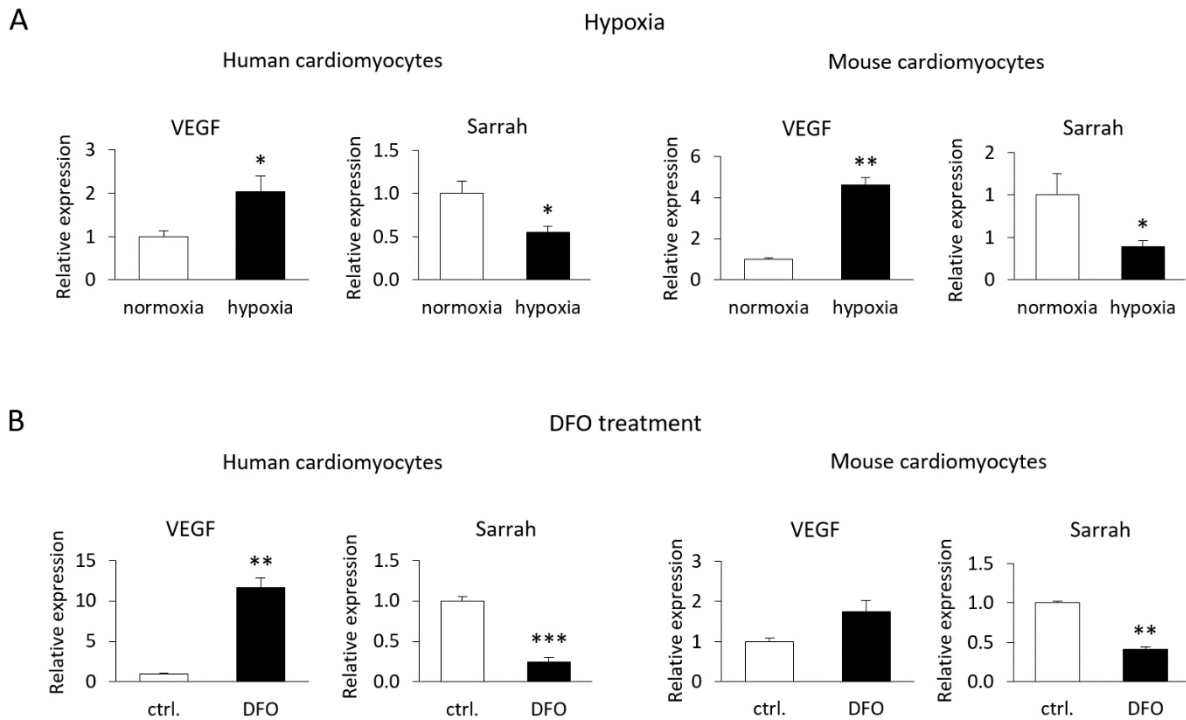 A
Hypoxia
Human cardiomyocytes
Mouse cardiomyocytes
VEGF
Relative expression
3
2
1
0
*
normoxia hypoxia
Sarrah
Relative expression
1.5
1.0
0.5
0.0
*
normoxia hypoxia
VEGF
Relative expression
6
4
2
0
**
normoxia hypoxia
Sarrah
Relative expression
2
1
1
0
*
normoxia hypoxia
B
DFO treatment
Human cardiomyocytes
Mouse cardiomyocytes
VEGF
Relative expression
15
10
5
0
**
ctrl. DFO
Sarrah
Relative expression
1.5
1.0
0.5
0.0
***
ctrl. DFO
VEGF
Relative expression
3
2
1
0
ctrl. DFO
Sarrah
Relative expression
1.5
1.0
0.5
0.0
**
ctrl. DFO